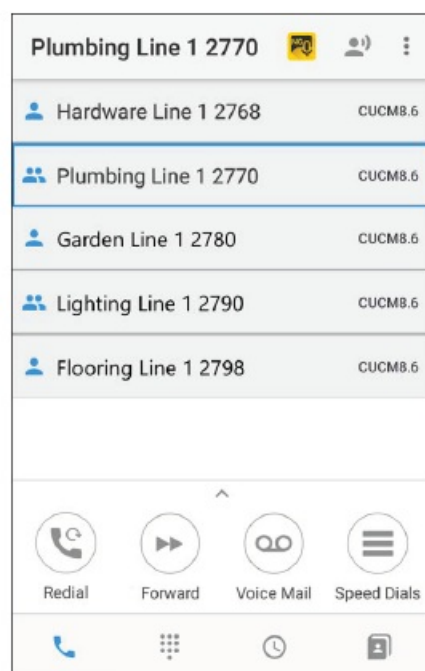 Plumbing Line 1 2770
Hardware Line 1 2768 CUCM8.6
Plumbing Line 1 2770 CUCM8.6
Garden Line 1 2780 CUCM8.6
Lighting Line 1 2790 CUCM8.6
Flooring Line 1 2798 CUCM8.6
Redial Forward Voice Mail Speed Dials